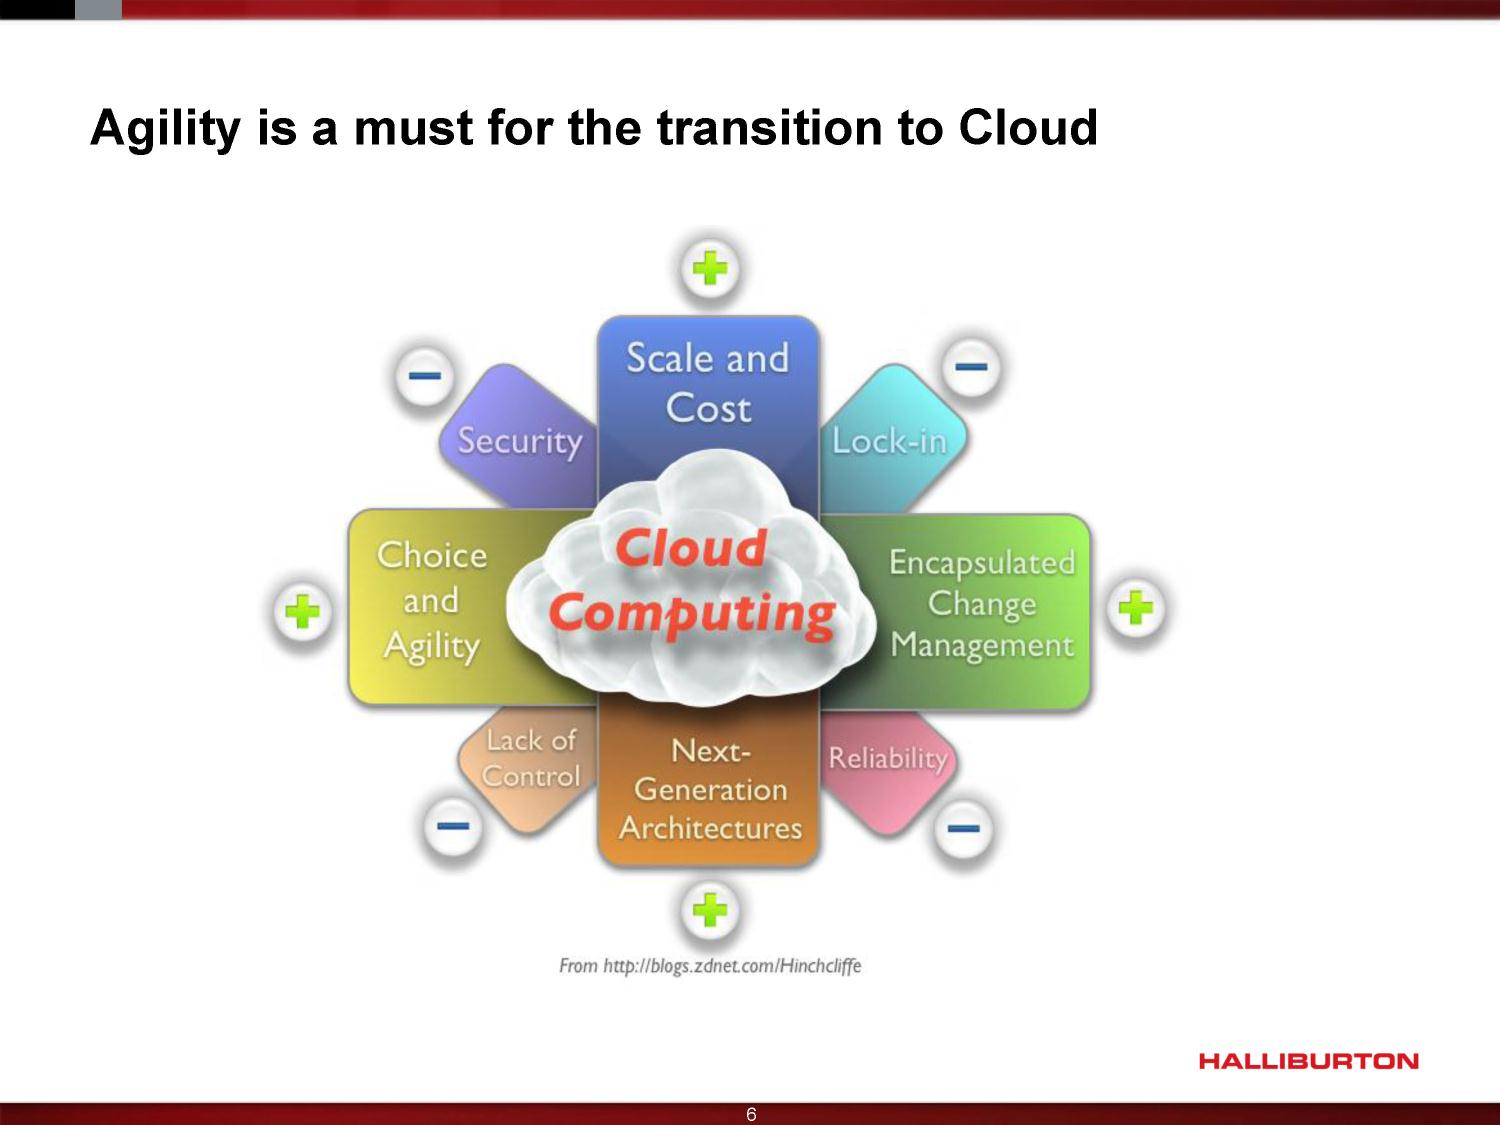 Agility is a must for the transition to Cloud
Scale and
Cost
Security
Lock-in
Choice
and
Agility
Cloud
Computing
Encapsulated
Change
Management
Lack of
Control
Next-
Generation
Architectures
Reliability
From http://blogs.zdnet.com/Hinchcliffe
HALLIBURTON
6